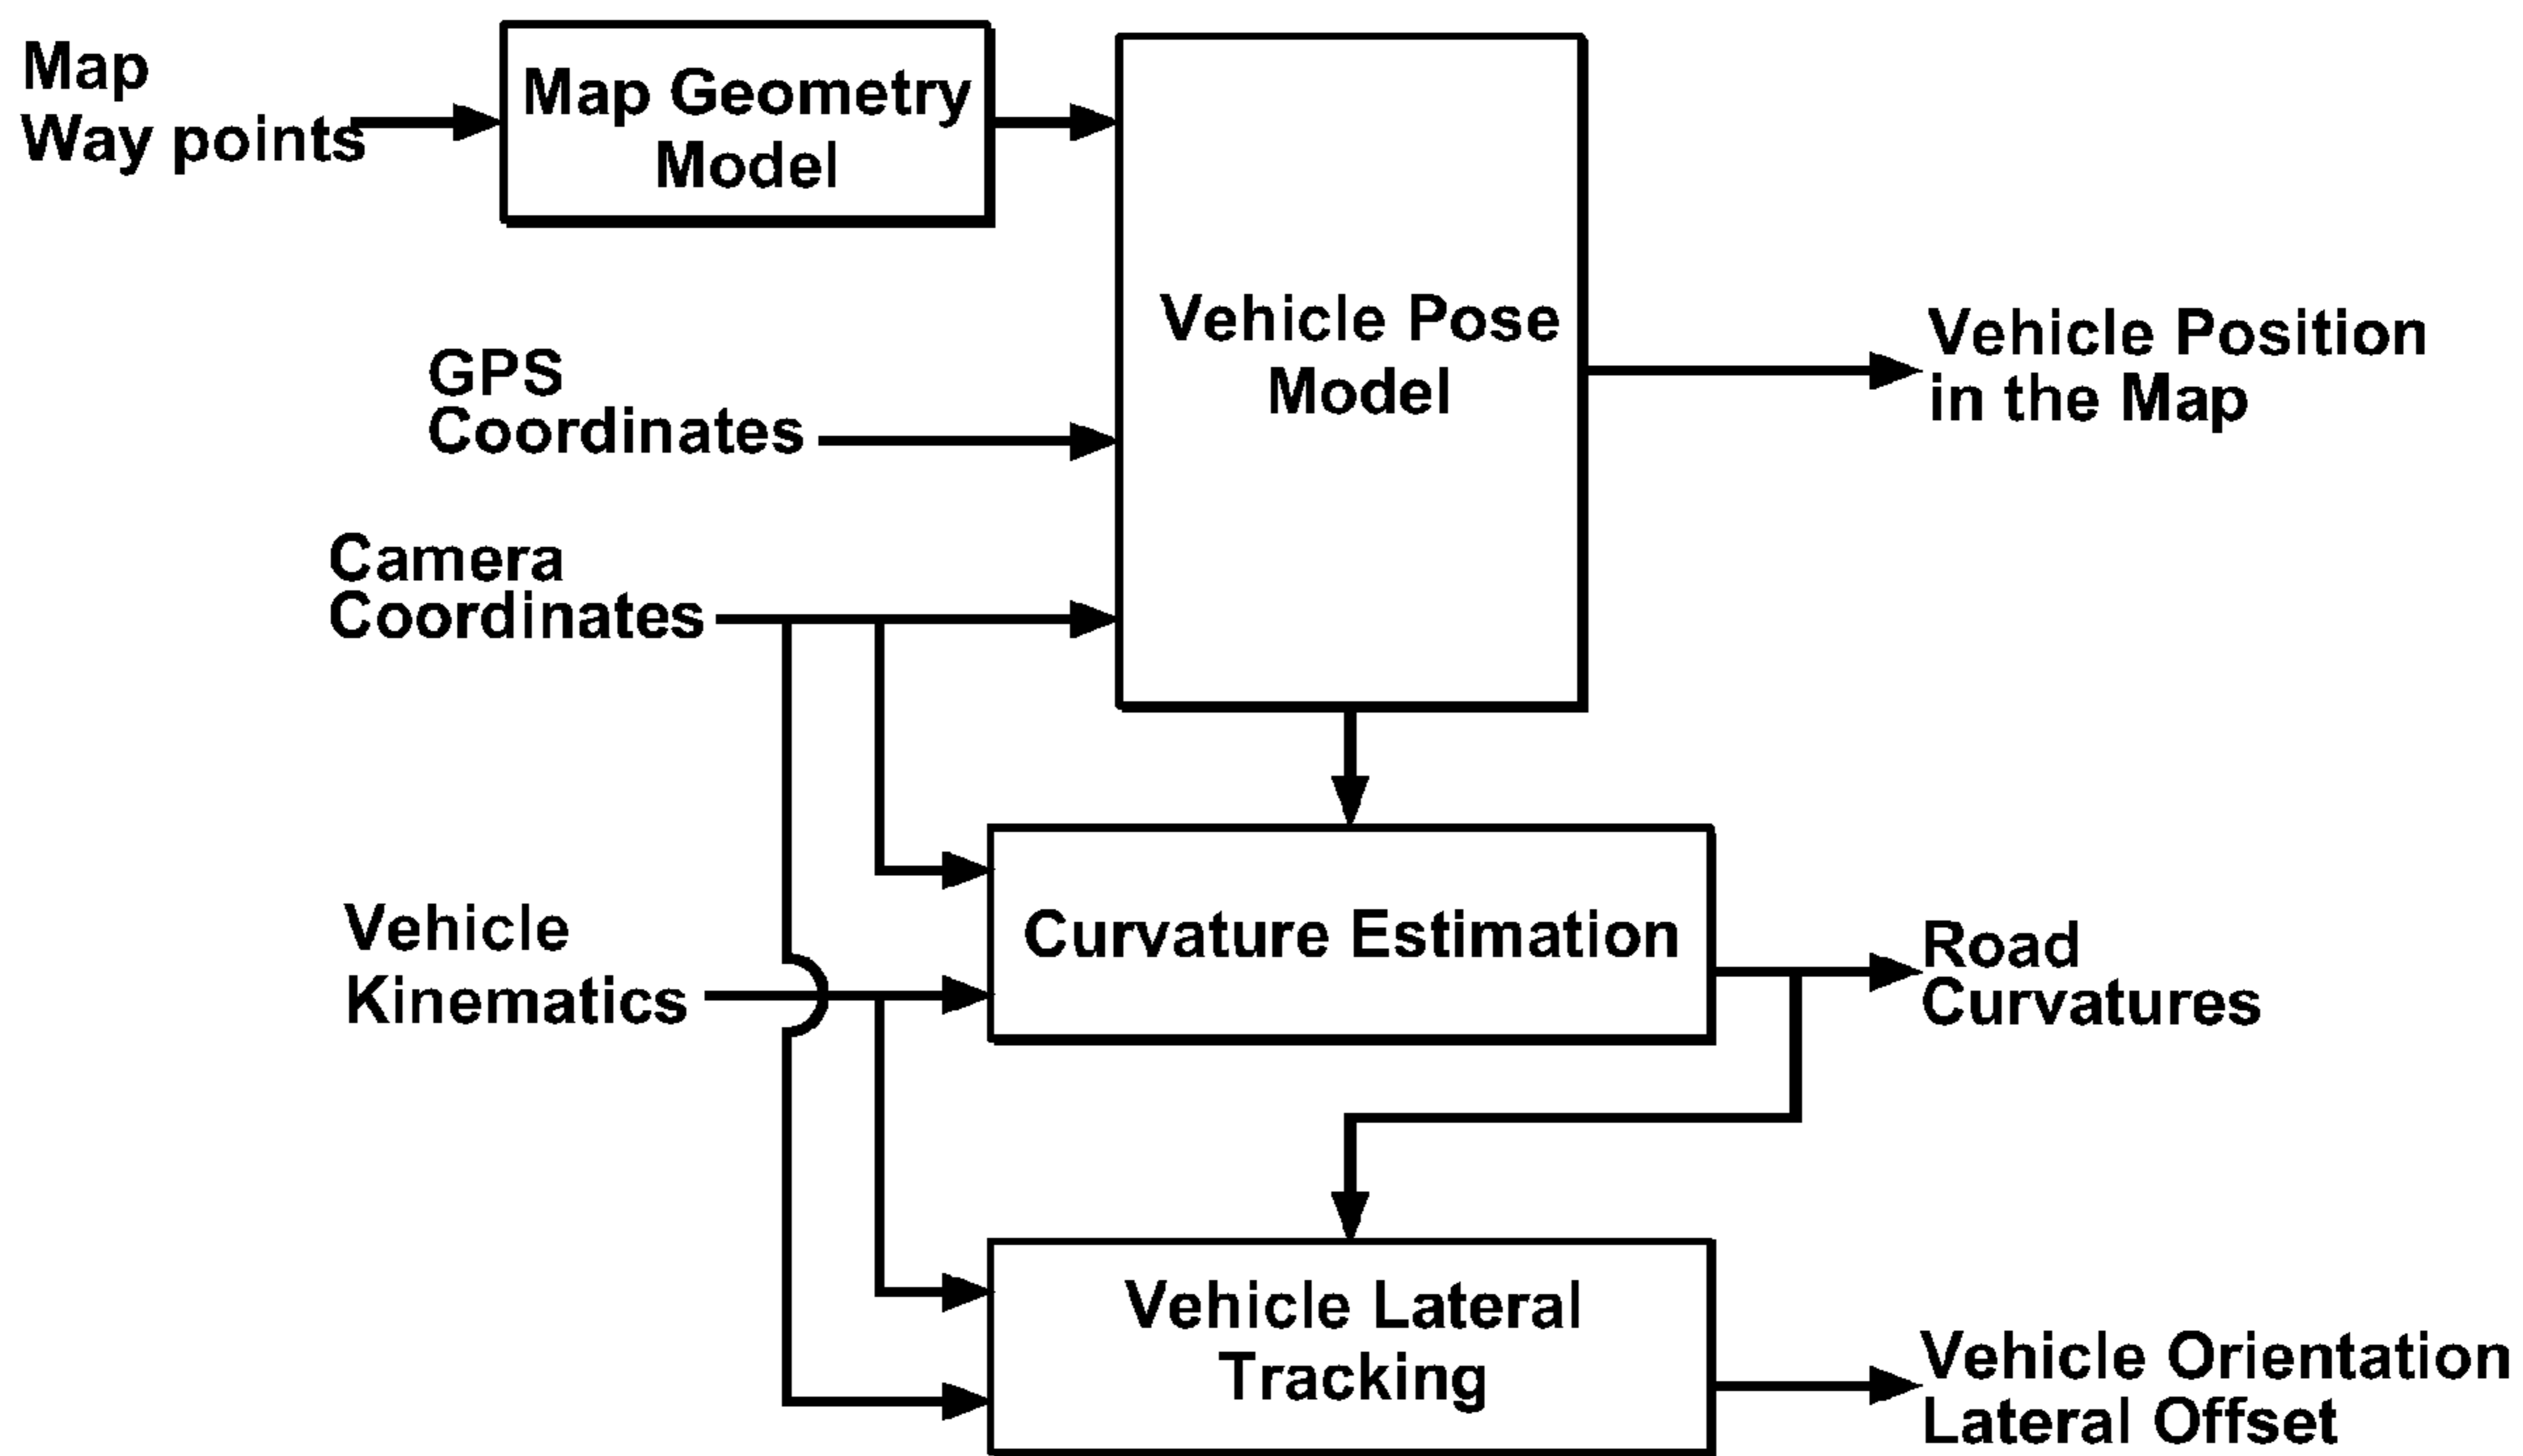 Map
Way points
Map Geometry
Model
Vehicle Pose
Model
GPS
Coordinates
Vehicle Position
in the Map
Camera
Coordinates
Vehicle
Kinematics
Curvature Estimation
Road
Curvatures
Vehicle Lateral
Tracking
Vehicle Orientation
Lateral Offset